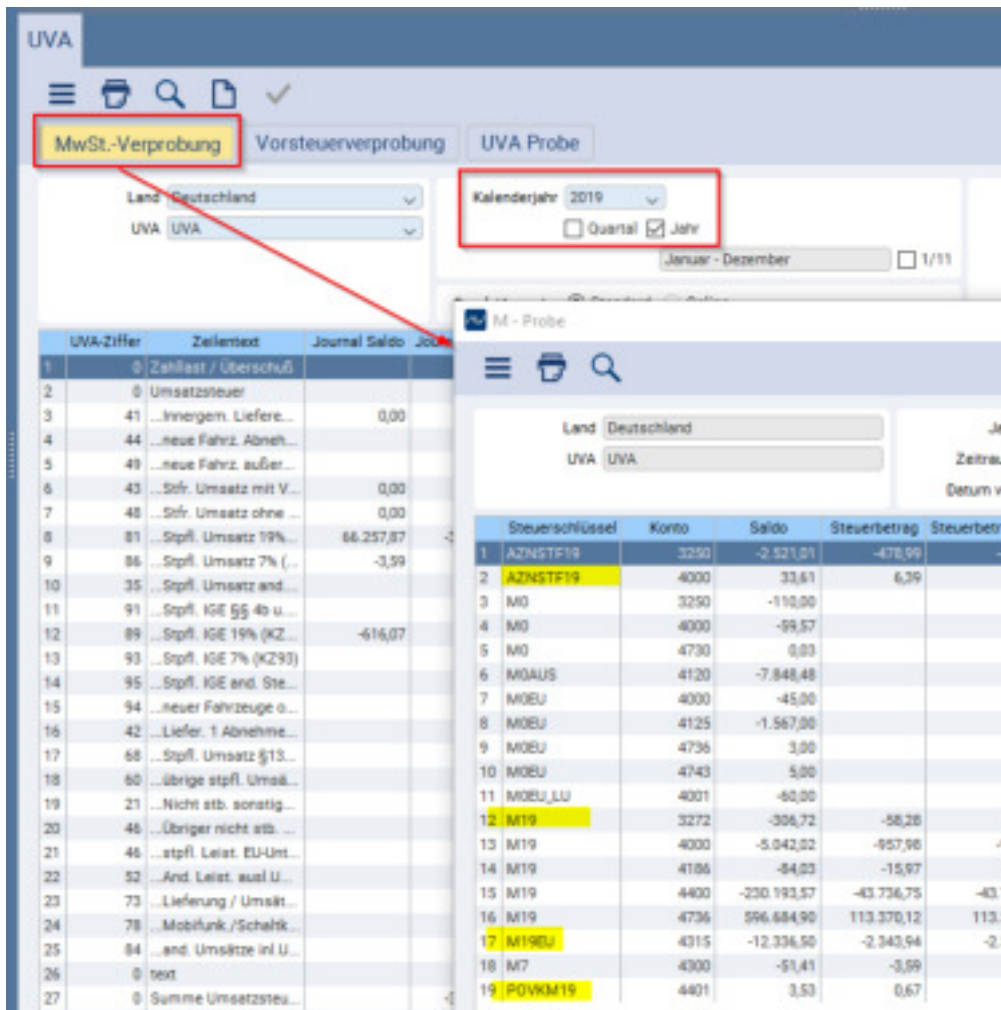 UVA
MwSt.-Verprobung Vorsteuerverprobung UVA Probe
Land Deutschland
UVA UVA
Kalenderjahr 2019
Quartal Jahr
Januar - Dezember 1/11
UVA-Ziffer Zeilentext Journal Saldo
1 0 Zahllast / Überschuß
2 0 Umsatzsteuer
3 41 ...Innergem. Liefere... 0,00
4 44 ...neue Fahrz. Abneh...
5 49 ...neue Fahrz. außer...
6 43 ...Stfr. Umsatz mit V... 0,00
7 48 ...Stfr. Umsatz ohne ... 0,00
8 81 ...Stpfl. Umsatz 19%... 66.257,87
9 86 ...Stpfl. Umsatz 7% (... -3,59
10 35 ...Stpfl. Umsatz and...
11 91 ...Stpfl. IGE §§ 4b u...
12 89 ...Stpfl. IGE 19% (KZ... -616,07
13 93 ...Stpfl. IGE 7% (KZ93)
14 95 ...Stpfl. IGE and. Ste...
15 94 ...neuer Fahrzeuge o...
16 42 ...Liefer. 1 Abnehme...
17 68 ...Stpfl. Umsatz §13...
18 60 ...übrige stpfl. Umsä...
19 21 ...Nicht stb. sonstig...
20 46 ...Übriger nicht stb. ...
21 46 ...stpfl. Leist. EU-Unt...
22 52 ...And. Leist. ausl.U...
23 73 ...Lieferung / Umsät...
24 78 ...Mobifunk./Schaltk...
25 84 ...and. Umsätze inl.U...
26 0 text
27 0 Summe Umsatzsteu...
M - Probe
Land Deutschland
UVA UVA
Zeitrau
Datum v
Steuerschlüssel Konto Saldo Steuerbetrag Steuerbetr
1 AZNSTF19 3250 -2.521,01 -478,99
2 AZNSTF19 4000 33,61 6,39
3 M0 3250 -110,00
4 M0 4000 -59,57
5 M0 4730 0,03
6 M0AUS 4120 -7.848,48
7 M0EU 4000 -45,00
8 M0EU 4125 -1.567,00
9 M0EU 4736 3,00
10 M0EU 4743 5,00
11 M0EU_LU 4001 -60,00
12 M19 3272 -306,72 -58,28
13 M19 4000 -5.042,02 -957,98
14 M19 4186 -84,03 -15,97
15 M19 4400 -230.193,57 -43.736,75 -43.
16 M19 4736 596.684,90 113.370,12 113.
17 M19EU 4315 -12.336,50 -2.343,94 -2.
18 M7 4300 -51,41 -3,59
19 POVKM19 4401 3,53 0,67